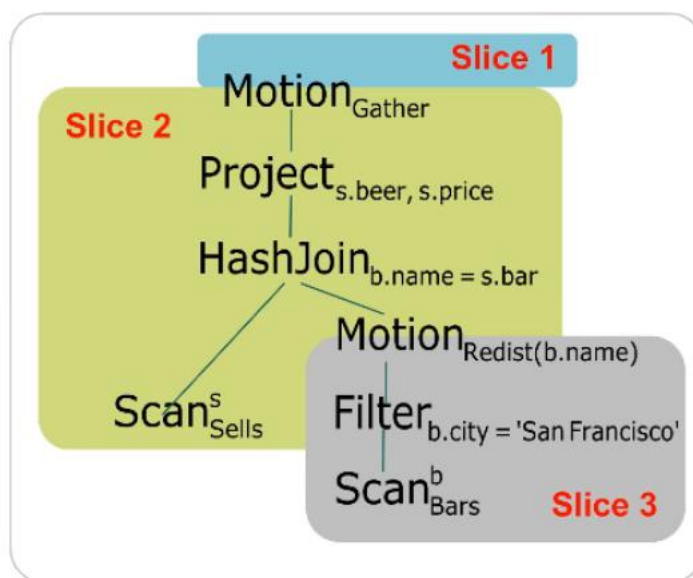 Slice 1
Motion Gather
Slice 2
Project s.beer, s.price
HashJoin b.name = s.bar
Motion Redist(b.name)
Scan s Sells
Filter b.city = 'San Francisco'
Scan b Bars
Slice 3